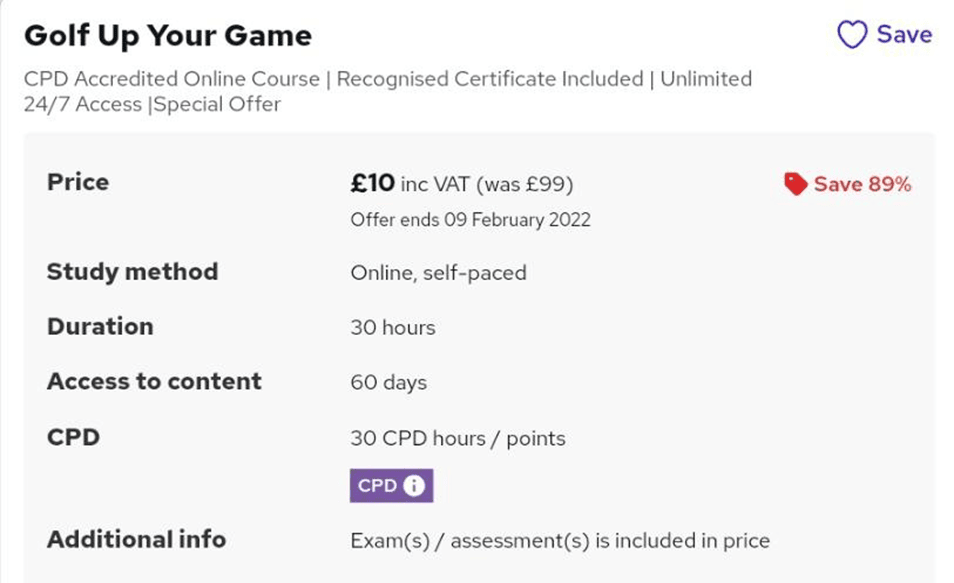 Golf Up Your Game
Save
CPD Accredited Online Course | Recognised Certificate Included | Unlimited
24/7 Access |Special Offer
Price
£10 inc VAT (was £99)
Save 89%
Offer ends 09 February 2022
Study method
Online, self-paced
Duration
30 hours
Access to content
60 days
CPD
30 CPD hours / points
CPD i
Additional info
Exam(s) / assessment(s) is included in price